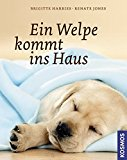 BRIGITTE HARRIES · RENATE JONES
Ein Welpe
kommt
ins Haus
KOSMOS